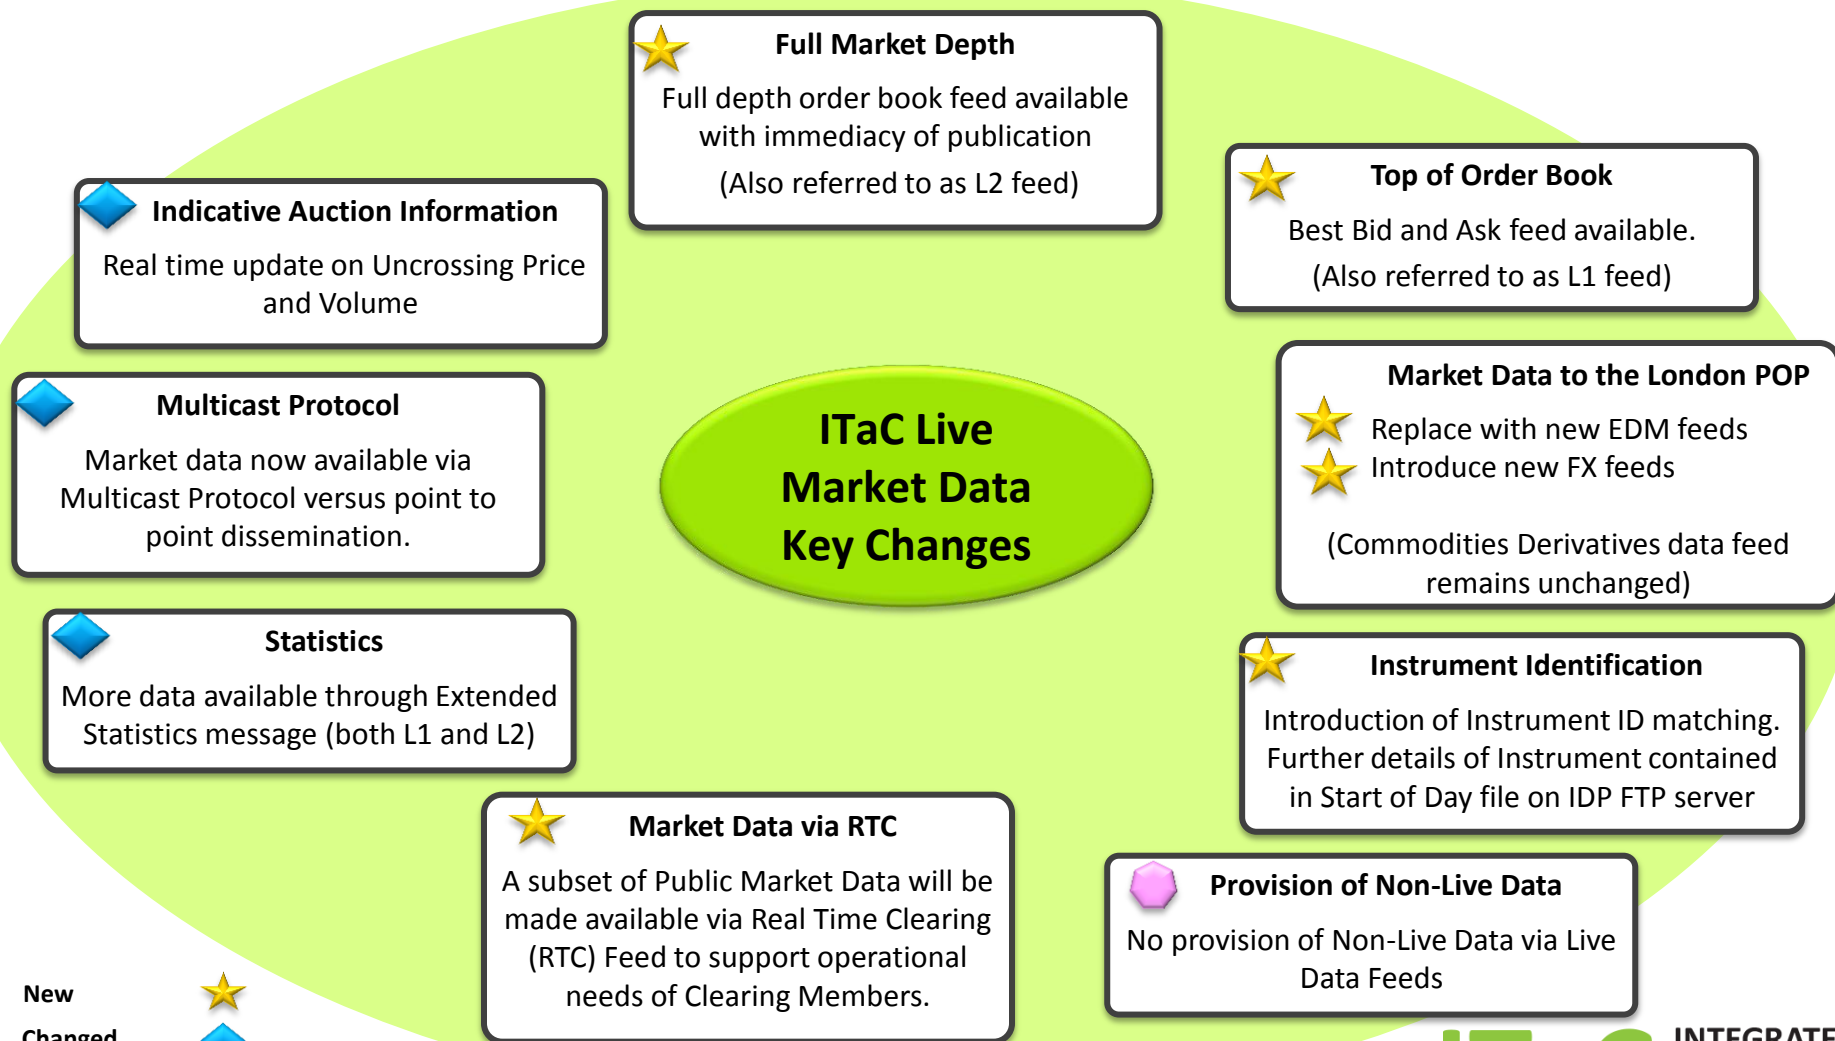 Full Market Depth
Full depth order book feed available
with immediacy of publication
(Also referred to as L2 feed)
Top of Order Book
Best Bid and Ask feed available.
(Also referred to as L1 feed)
Indicative Auction Information
Real time update on Uncrossing Price
and Volume
Market Data to the London POP
Replace with new EDM feeds
Introduce new FX feeds
(Commodities Derivatives data feed
remains unchanged)
Multicast Protocol
Market data now available via
Multicast Protocol versus point to
point dissemination.
ITaC Live
Market Data
Key Changes
Statistics
More data available through Extended
Statistics message (both L1 and L2)
Instrument Identification
Introduction of Instrument ID matching.
Further details of Instrument contained
in Start of Day file on IDP FTP server
Market Data via RTC
A subset of Public Market Data will be
made available via Real Time Clearing
(RTC) Feed to support operational
needs of Clearing Members.
Provision of Non-Live Data
No provision of Non-Live Data via Live
Data Feeds
New
Changed
INTEGRATE